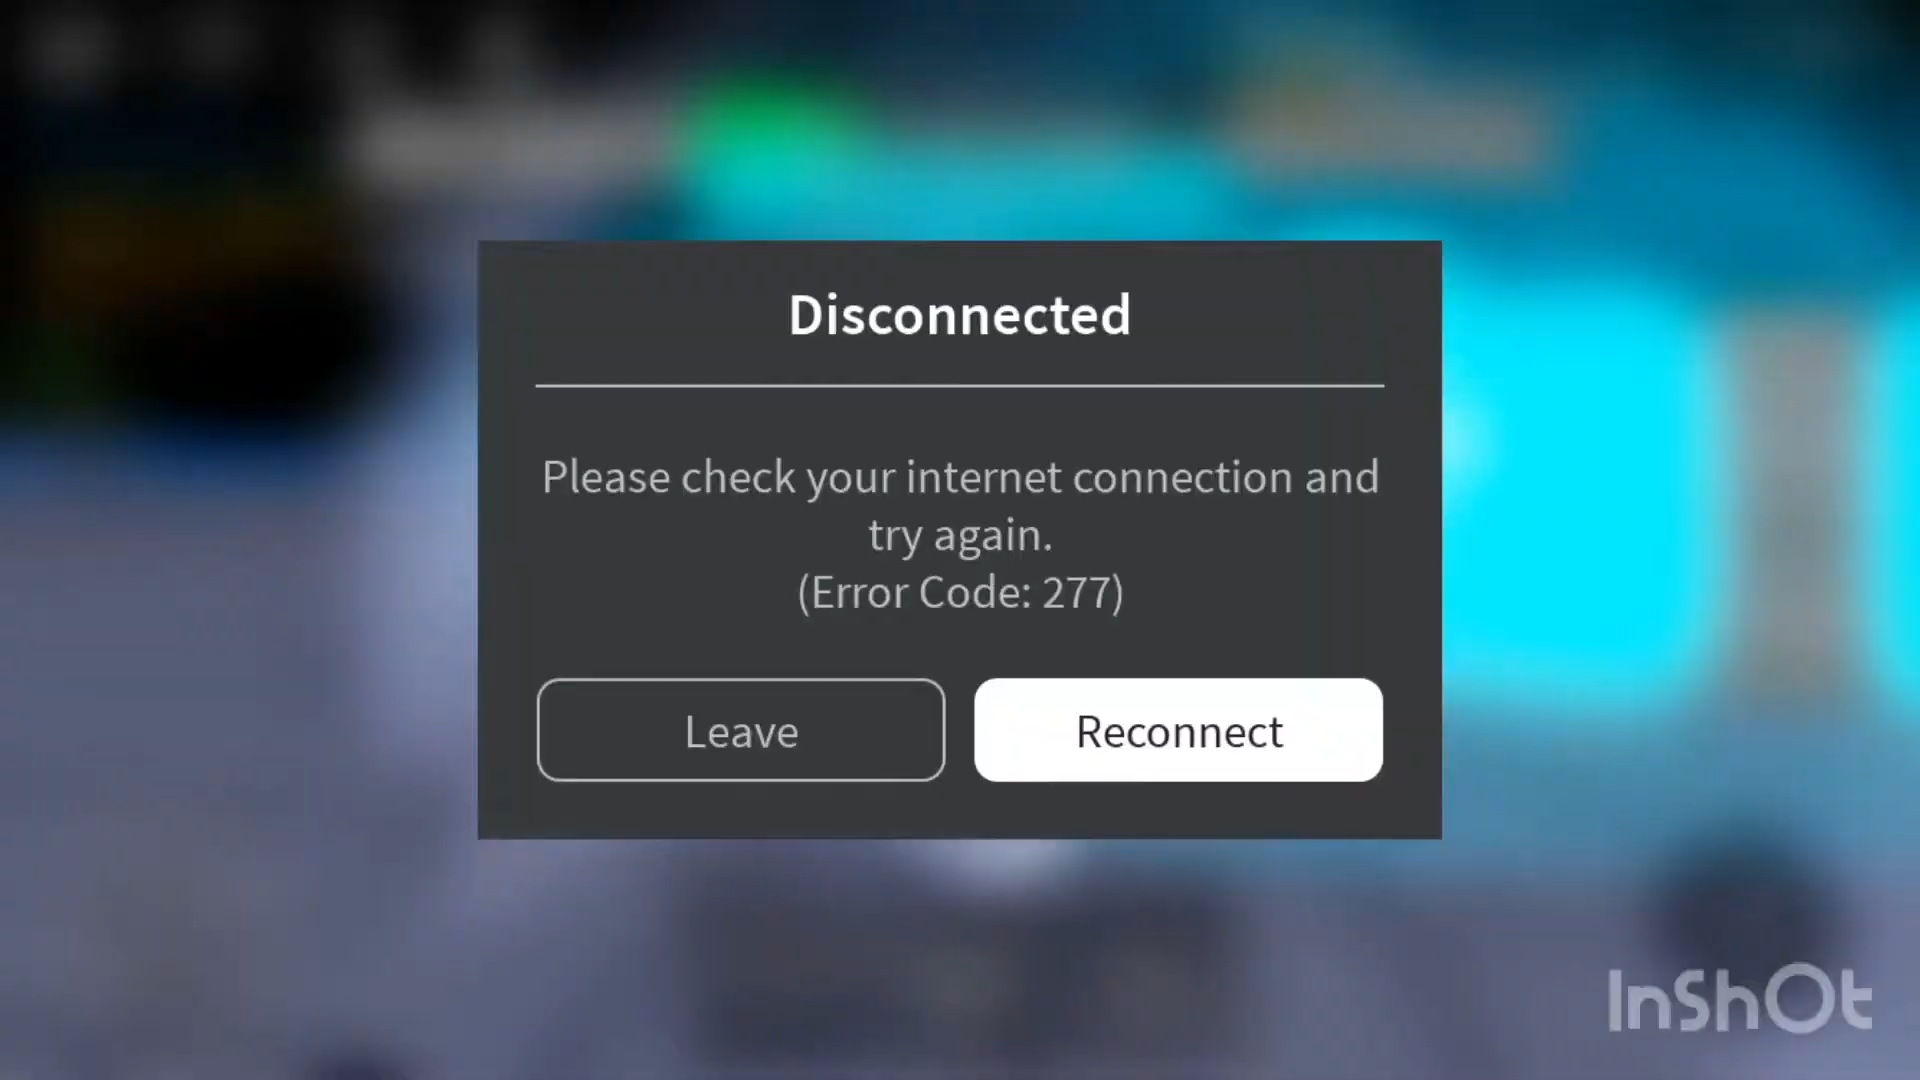 Disconnected
Please check your internet connection and
try again.
(Error Code: 277)
Leave
Reconnect
InShOt